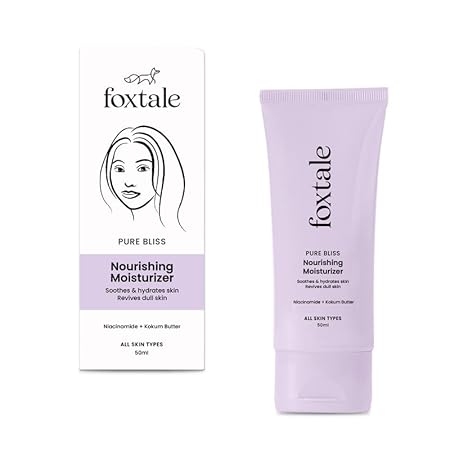 foxtale
PURE BLISS
Nourishing
Moisturizer
Soothes & hydrates skin
Revives dull skin
Niacinamide + Kokum Butter
ALL SKIN TYPES
50ml
foxtale
PURE BLISS
Nourishing
Moisturizer
Soothes & hydrates skin
Revives dull skin
Niacinamide + Kokum Butter
ALL SKIN TYPES
50ml